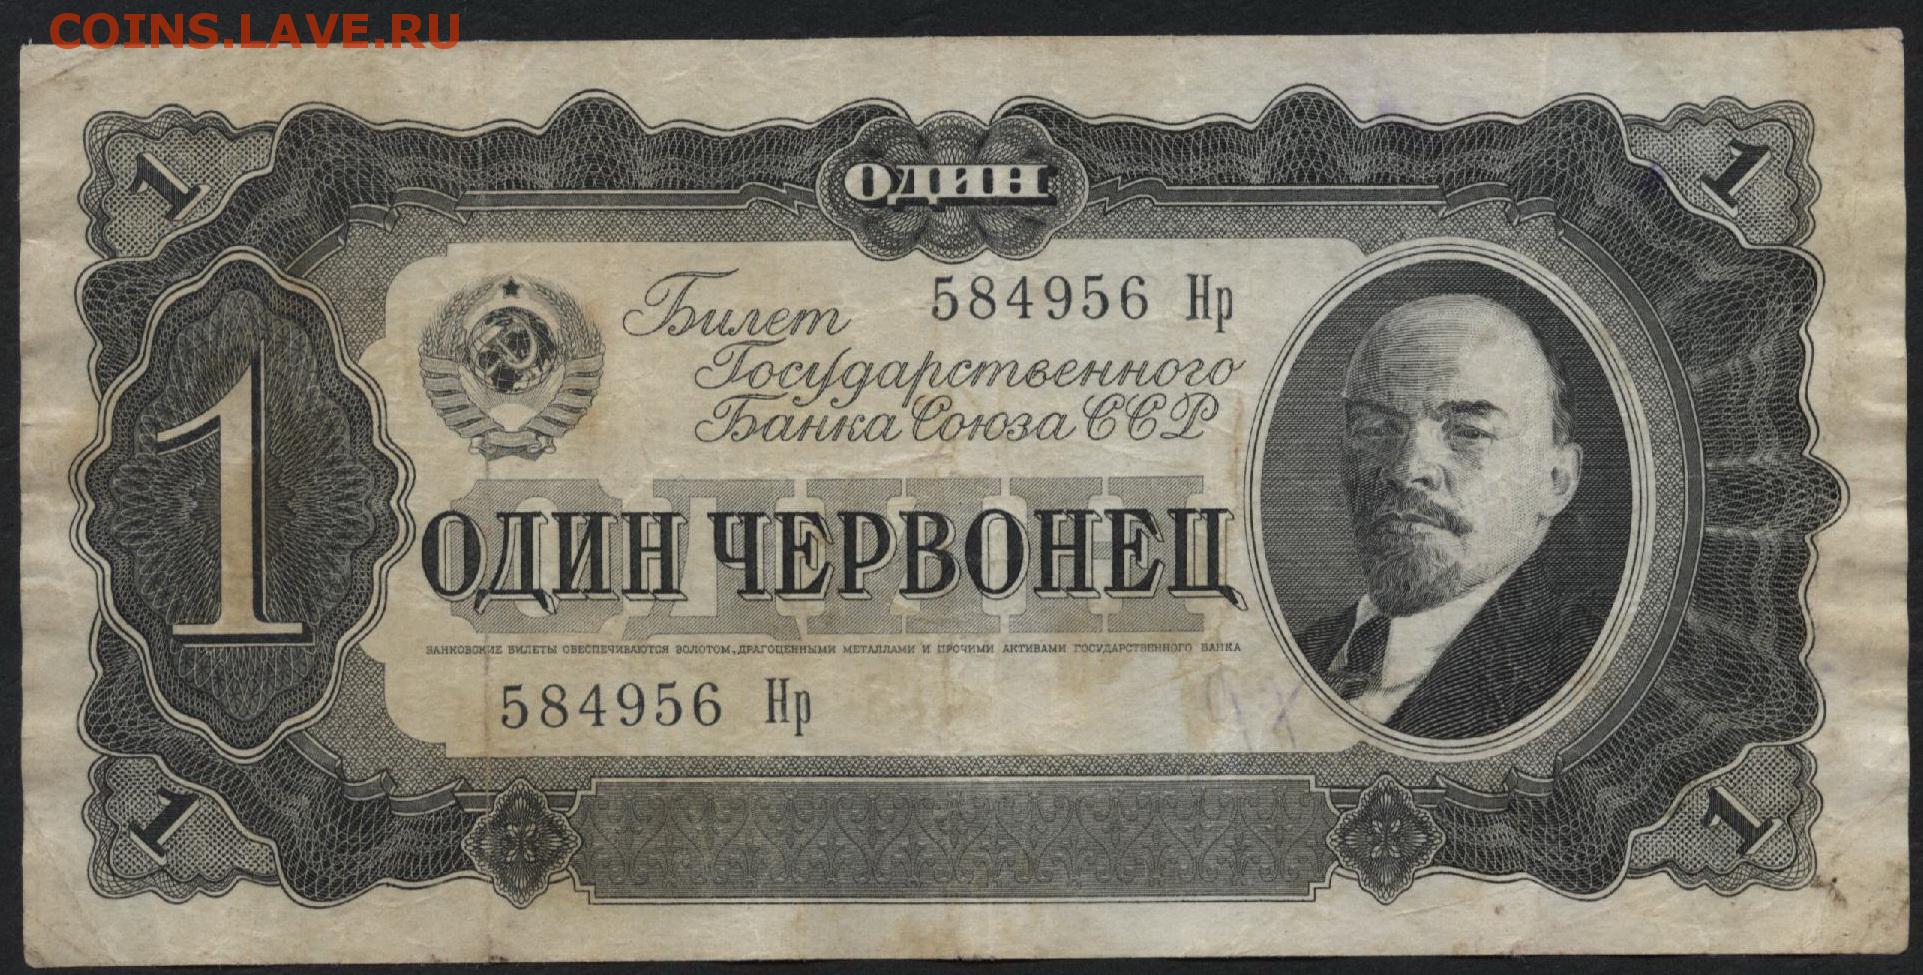 COINS.LAVE.RU
1
ОДИН
1
Билет
584956 Нр
Государственного
Банка Союза ССР
1
ОДИН
ОДИН ЧЕРВОНЕЦ
БАНКОВСКИЕ БИЛЕТЫ ОБЕСПЕЧИВАЮТСЯ ЗОЛОТОМ, ДРАГОЦЕННЫМИ МЕТАЛЛАМИ И ПРОЧИМИ АКТИВАМИ ГОСУДАРСТВЕННОГО БАНКА
584956 Нр
1
1